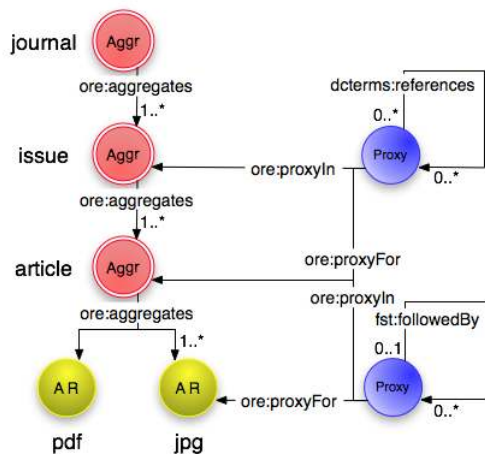 journal
Aggr
ore:aggregates
1..*
dcterms:references
0..*
issue
Aggr
ore:proxyIn
Proxy
0..*
ore:aggregates
1..*
ore:proxyFor
article
Aggr
ore:proxyIn
ore:aggregates
fst:followedBy
1..*
0..1
A R
A R
ore:proxyFor
Proxy
0..*
pdf
jpg